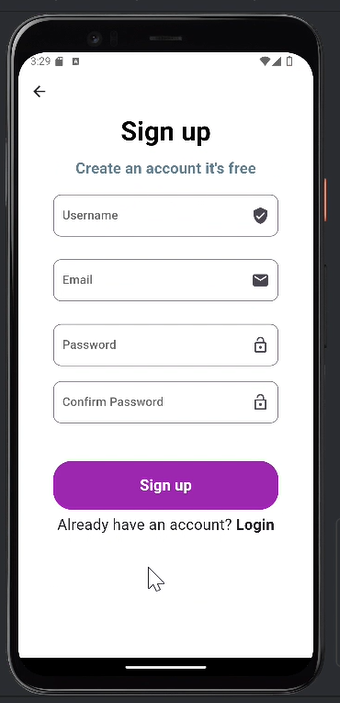 3:29
Sign up
Create an account it's free
Username
Email
Password
Confirm Password
Sign up
Already have an account? Login